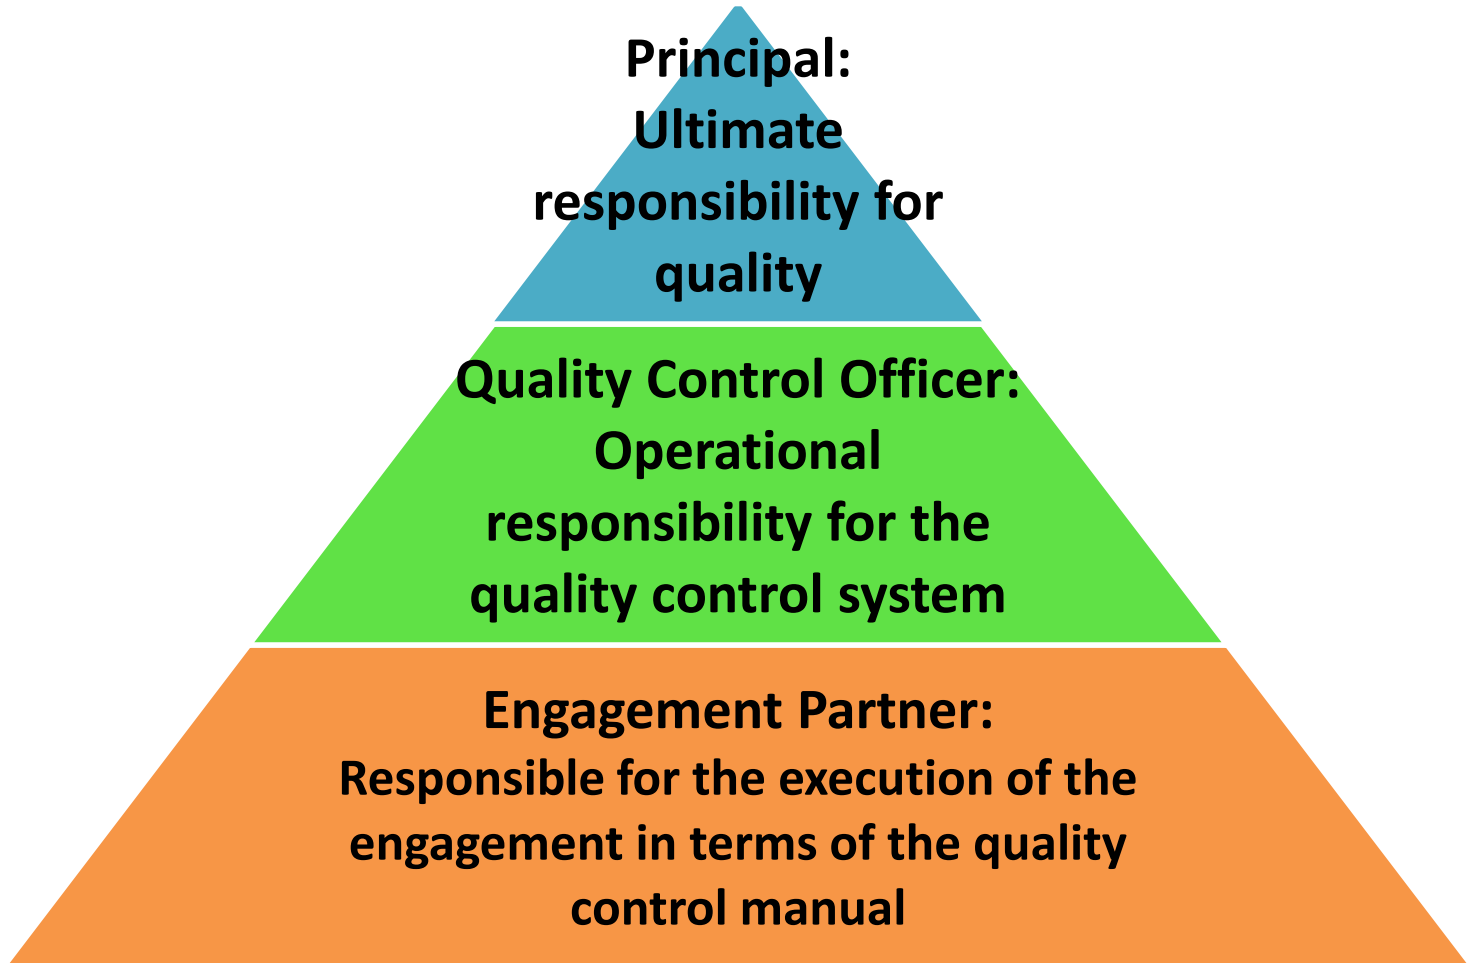 Principal:
Ultimate
responsibility for
quality
Quality Control Officer:
Operational
responsibility for the
quality control system
Engagement Partner:
Responsible for the execution of the
engagement in terms of the quality
control manual